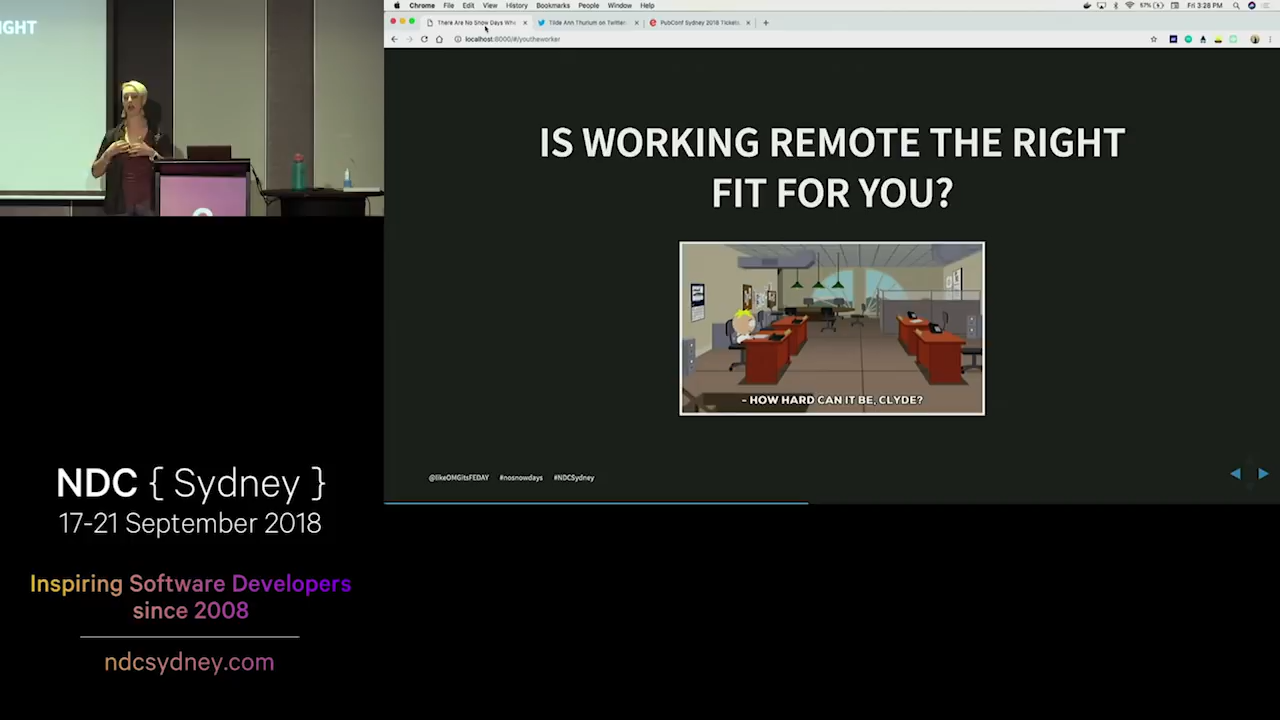 IGHT
Chrome File Edit View History Bookmarks People Window Help
57% Fri 3:28 PM
There Are No Snow Days Whe
Tilde Ann Thurium on Twitter:
PubConf Sydney 2018 Tickets,
localhost:8000/#/youtheworker
IS WORKING REMOTE THE RIGHT
FIT FOR YOU?
- HOW HARD CAN IT BE, CLYDE?
@likeOMGitsFEDAY #nosnowdays #NDCSydney
NDC { Sydney }
17-21 September 2018
Inspiring Software Developers
since 2008
ndcsydney.com